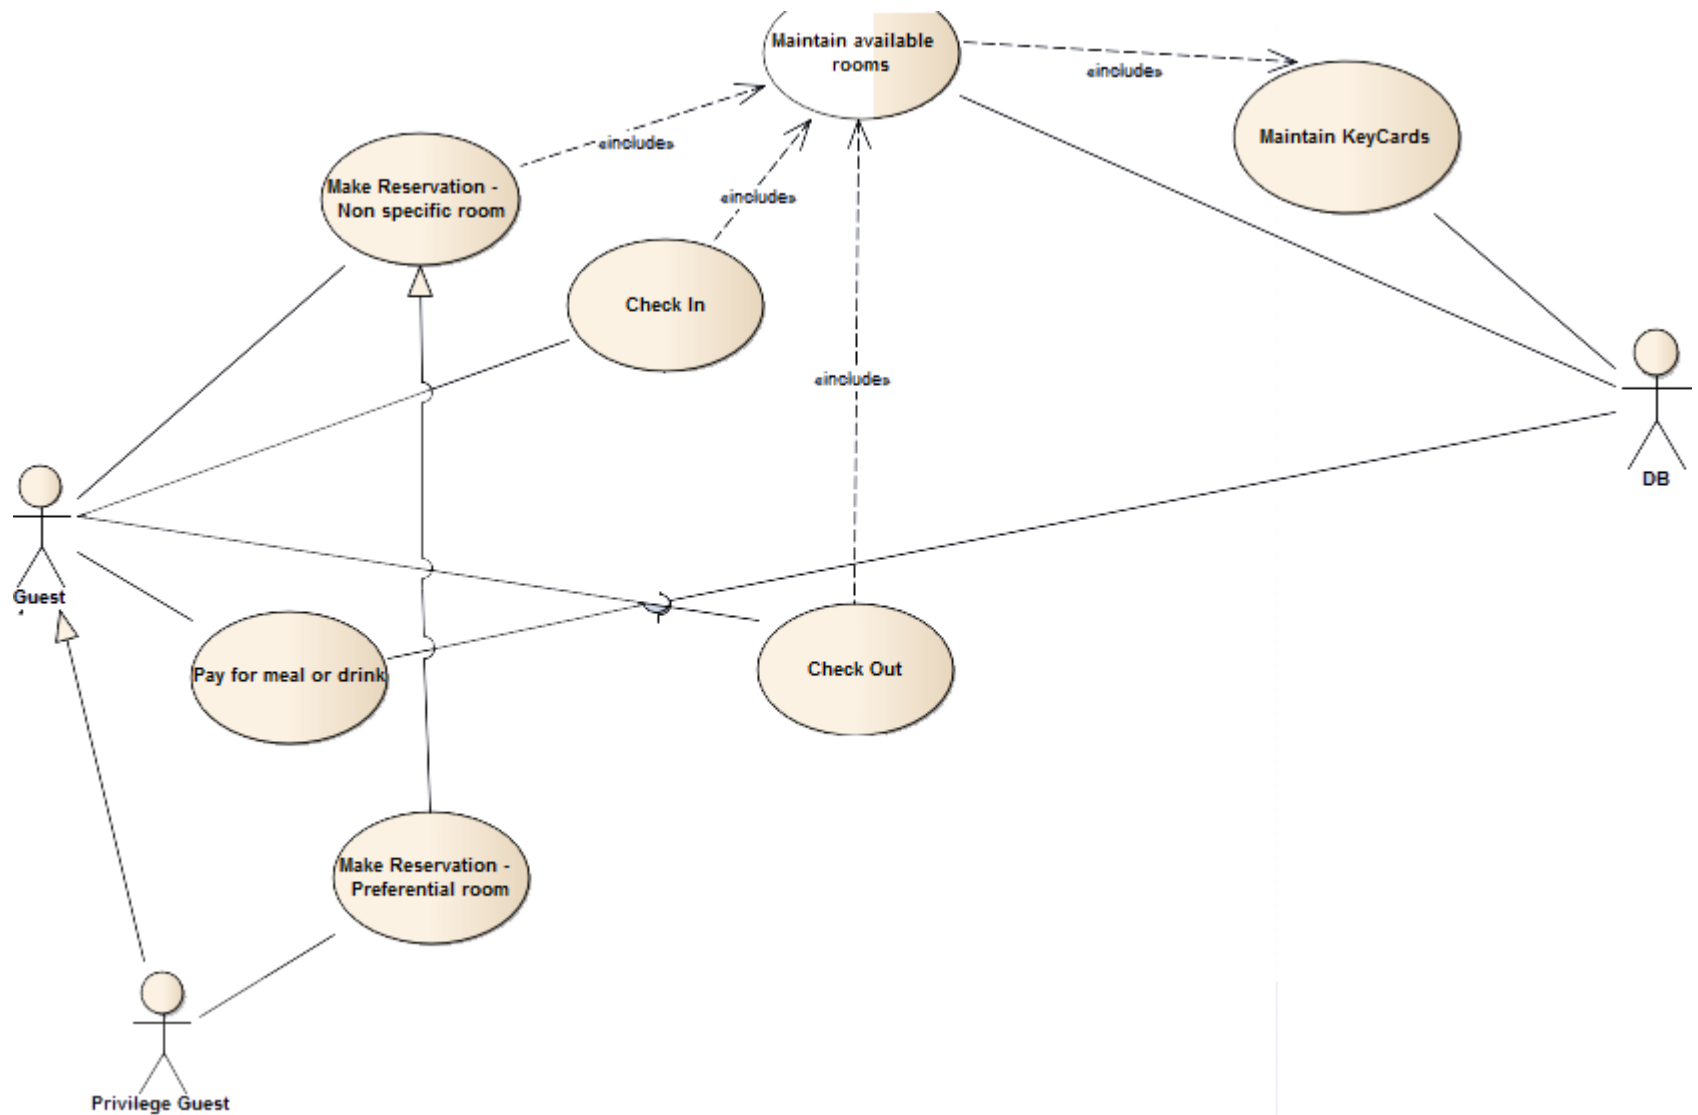 Maintain available
rooms
«include»
Maintain KeyCards
«include»
Make Reservation -
Non specific room
«include»
Check In
«include»
DB
Guest
Pay for meal or drink
Check Out
Make Reservation -
Preferential room
Privilege Guest